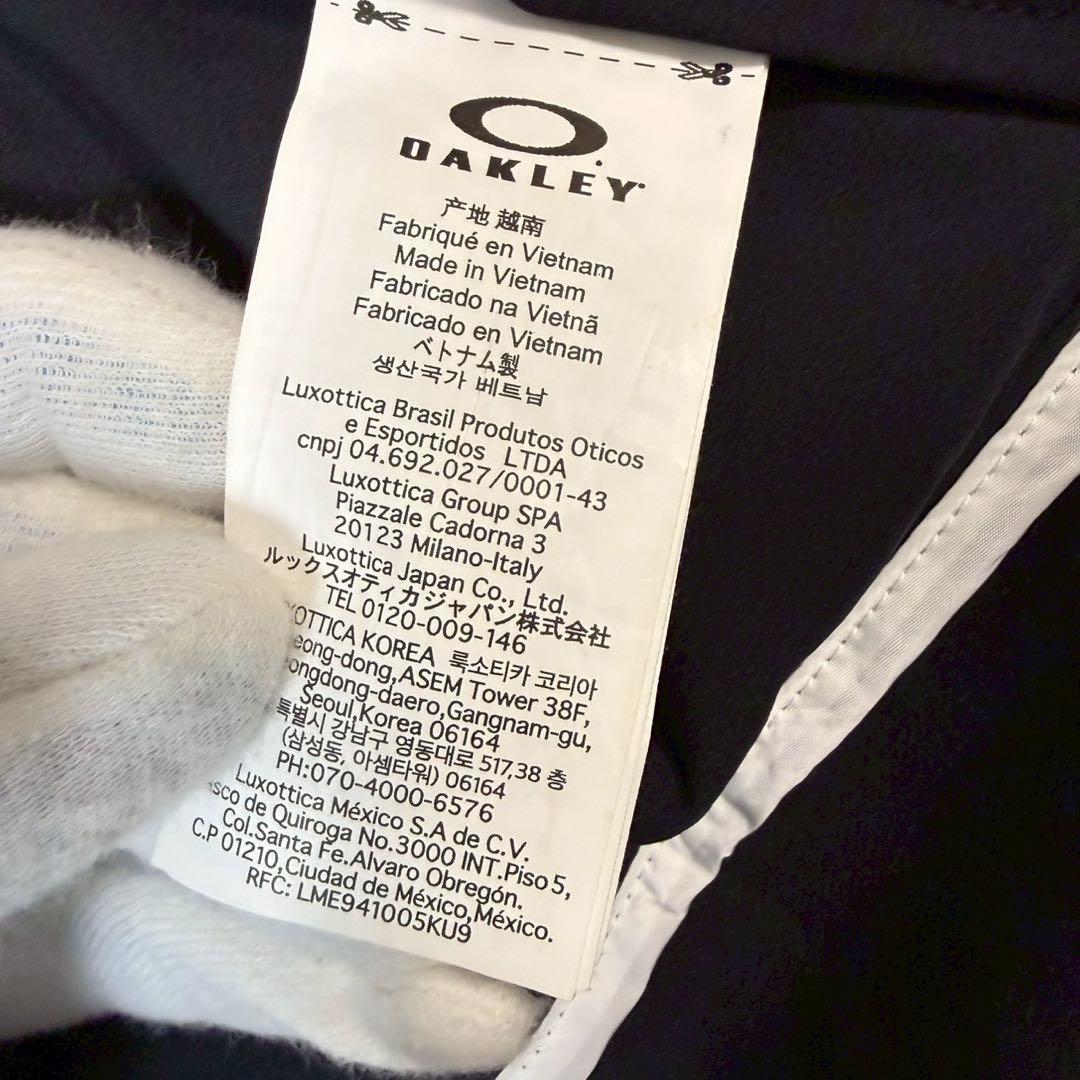 OAKLEY
产地 越南
Fabriqué en Vietnam
Made in Vietnam
Fabricado na Vietnã
Fabricado en Vietnam
ベトナム製
생산국가 베트남
Luxottica Brasil Produtos Oticos
e Esportidos LTDA
cnpj 04.692.027/0001-43
Luxottica Group SPA
Piazzale Cadorna 3
20123 Milano-Italy
Luxottica Japan Co., Ltd.
ルックスオティカジャパン株式会社
TEL 0120-009-146
KOREA 룩소티카 코리아
ASEM Tower 38F,
Gangnam-gu,
Seoul,Korea 06164
특별시 강남구 영동대로 517,38 층
(삼성동, 아셈타워) 06164
PH:070-4000-6576
Luxottica México S.A de C.V.
de Quiroga No.3000 INT.Piso 5,
Col.Santa Fe.Alvaro Obregón.
C.P 01210,Ciudad de México,México.
RFC: LME941005KU9